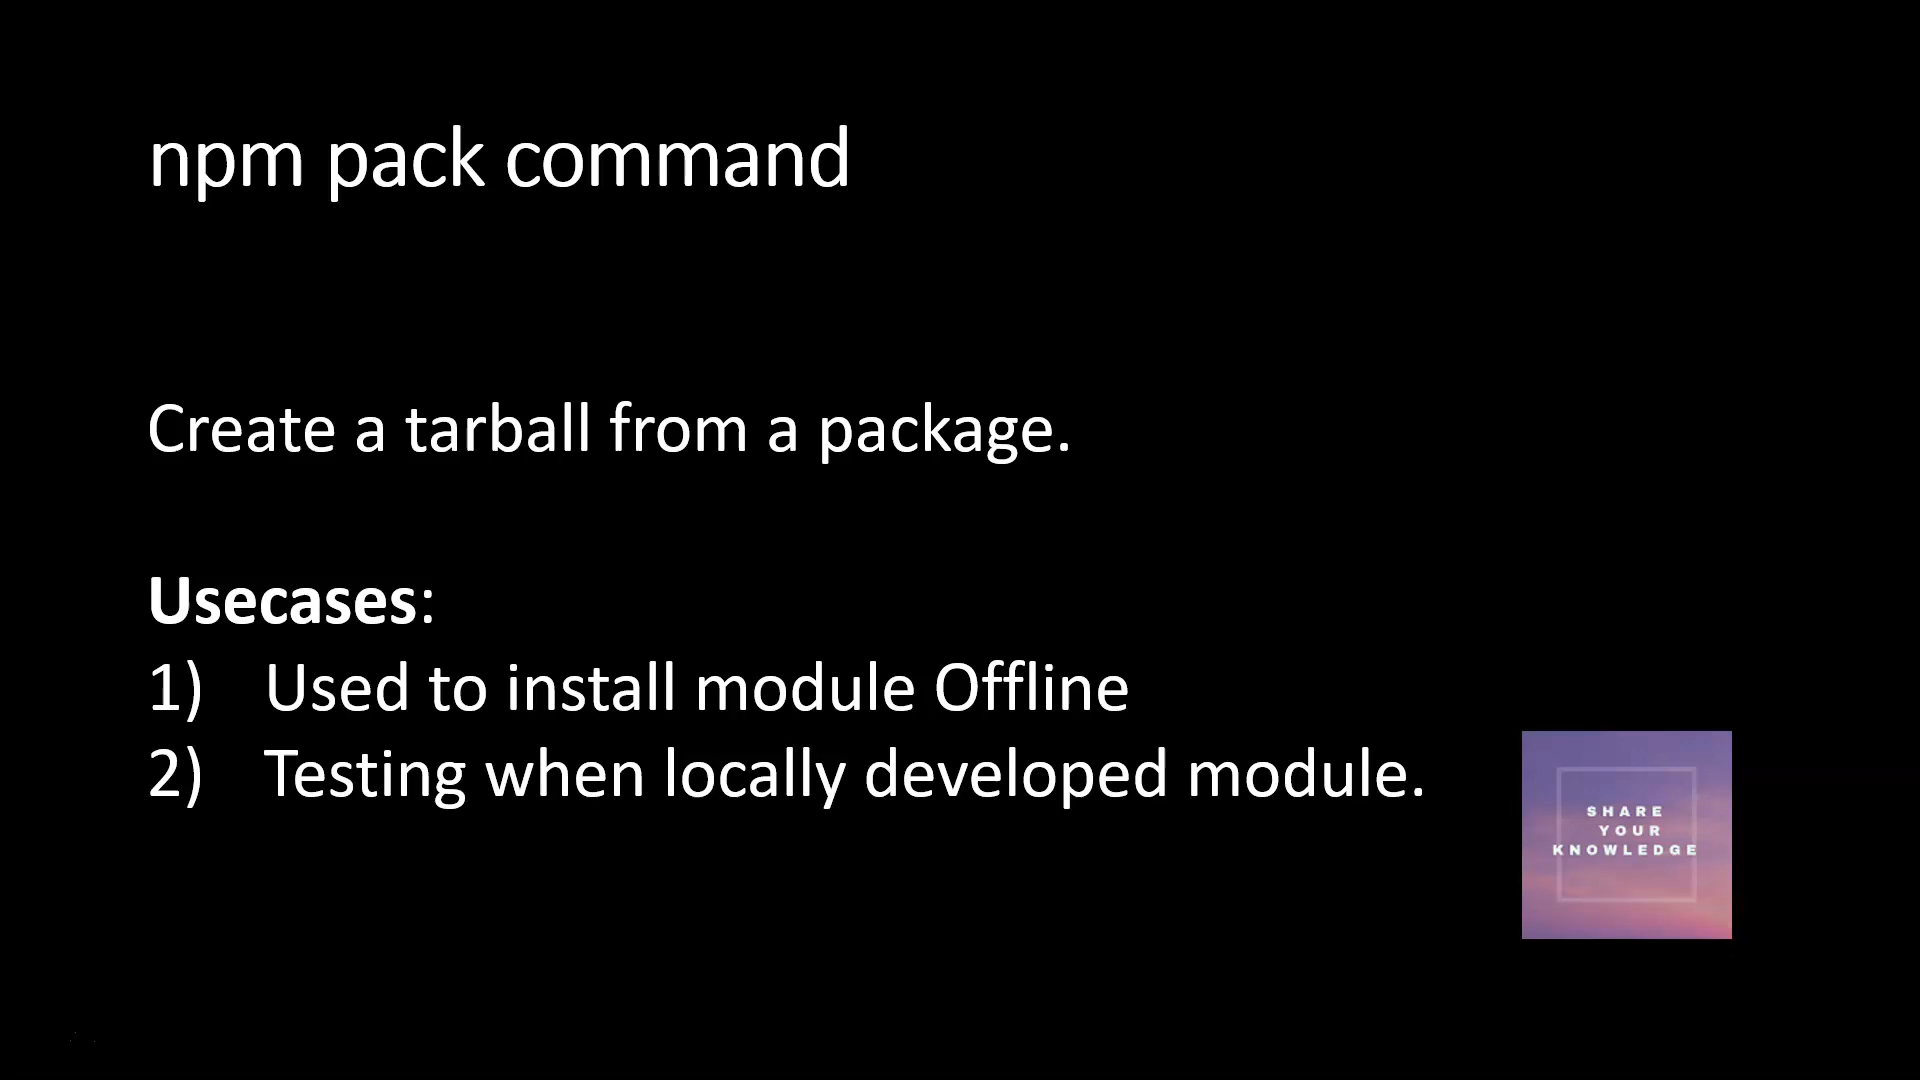 npm pack command
Create a tarball from a package.
Usecases:
1) Used to install module Offline
2) Testing when locally developed module.
SHARE
YOUR
KNOWLEDGE